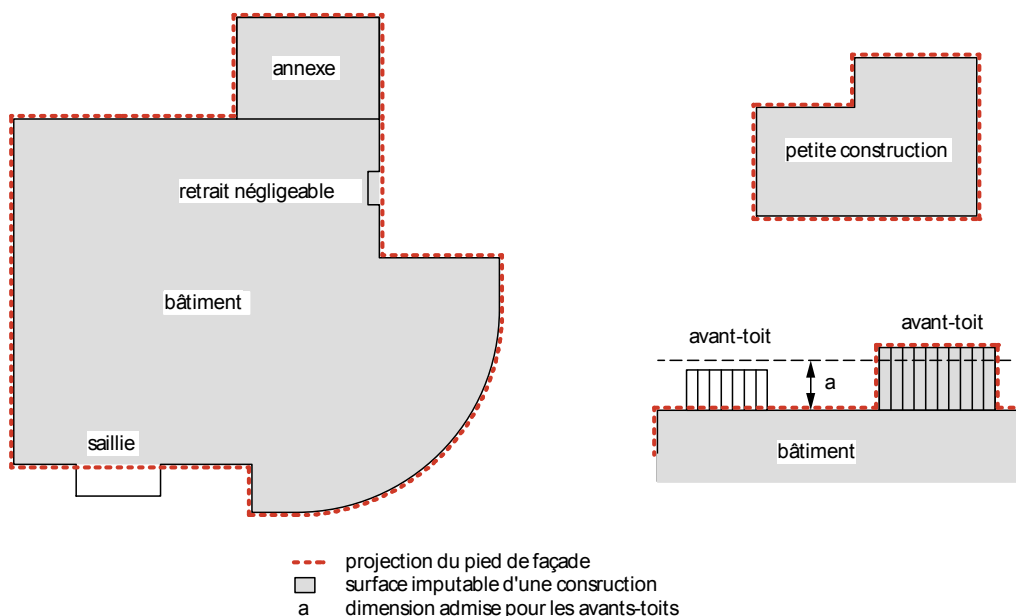 annexe
petite construction
retrait négligeable
bâtiment
avant-toit
avant-toit
a
saillie
bâtiment
projection du pied de façade
surface imputable d'une consruction
a dimension admise pour les avants-toits